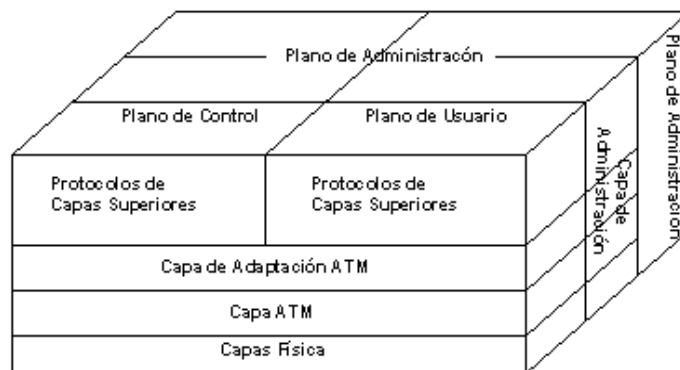 Plano de Administracón
Plano de Control
Plano de Usuario
Protocolos de
Capas Superiores
Protocolos de
Capas Superiores
Capa de Adaptación ATM
Capa ATM
Capas Física
Capa de
Administración
Plano de Administración